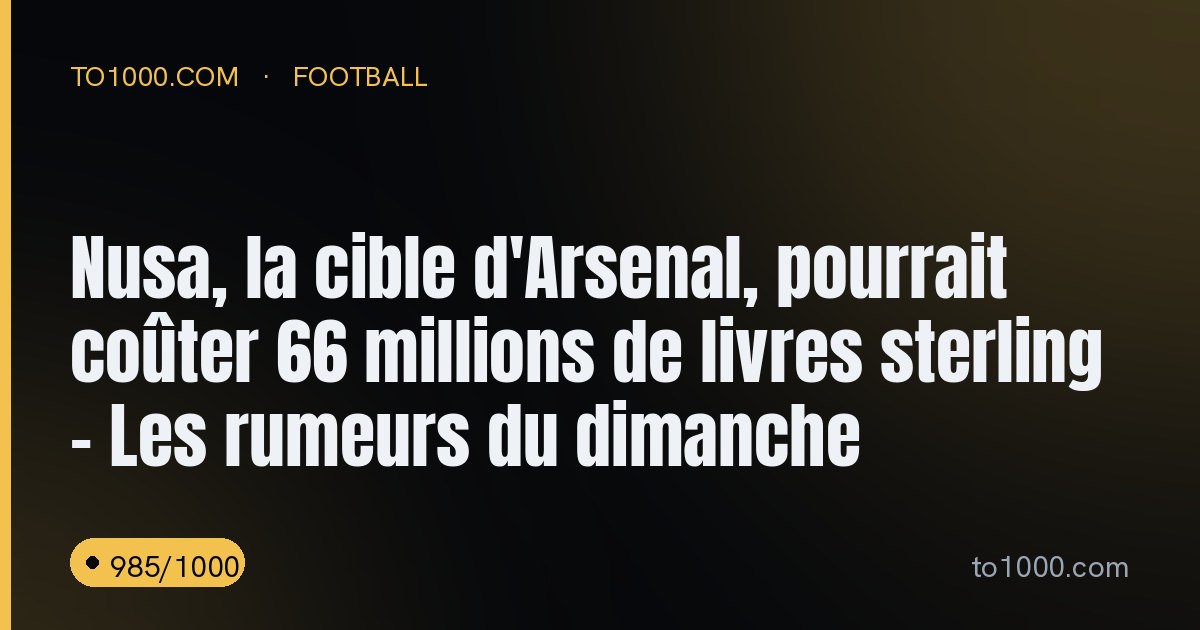 TO1000.COM · FOOTBALL
Nusa, la cible d'Arsenal, pourrait
coûter 66 millions de livres sterling
- Les rumeurs du dimanche
985/1000
to1000.com